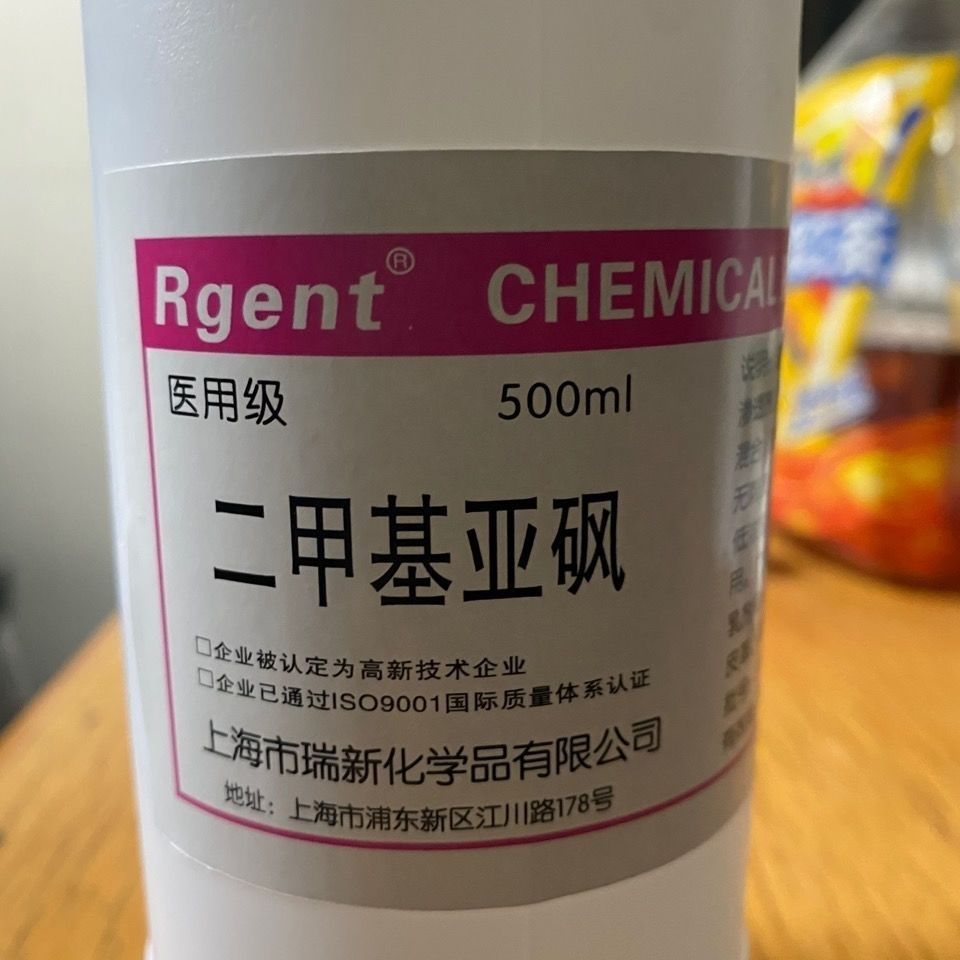 Rgent® CHEMICAL
医用级 500ml
二甲基亚砜
□企业被认定为高新技术企业
□企业已通过ISO9001国际质量体系认证
上海市瑞新化学品有限公司
地址：上海市浦东新区江川路178号